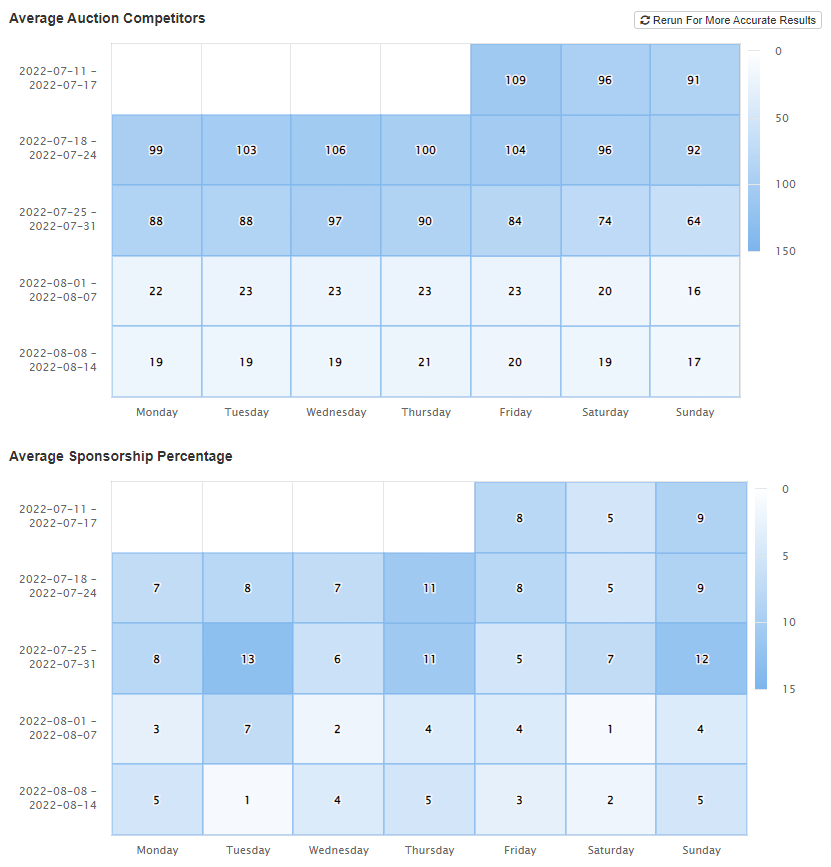 Average Auction Competitors
Rerun For More Accurate Results
2022-07-11 -
2022-07-17
109 96 91
2022-07-18 -
2022-07-24
99 103 106 100 104 96 92
2022-07-25 -
2022-07-31
88 88 97 90 84 74 64
2022-08-01 -
2022-08-07
22 23 23 23 23 20 16
2022-08-08 -
2022-08-14
19 19 19 21 20 19 17
Monday Tuesday Wednesday Thursday Friday Saturday Sunday
0
50
100
150
Average Sponsorship Percentage
2022-07-11 -
2022-07-17
8 5 9
2022-07-18 -
2022-07-24
7 8 7 11 8 5 9
2022-07-25 -
2022-07-31
8 13 6 11 5 7 12
2022-08-01 -
2022-08-07
3 7 2 4 4 1 4
2022-08-08 -
2022-08-14
5 1 4 5 3 2 5
Monday Tuesday Wednesday Thursday Friday Saturday Sunday
0
5
10
15